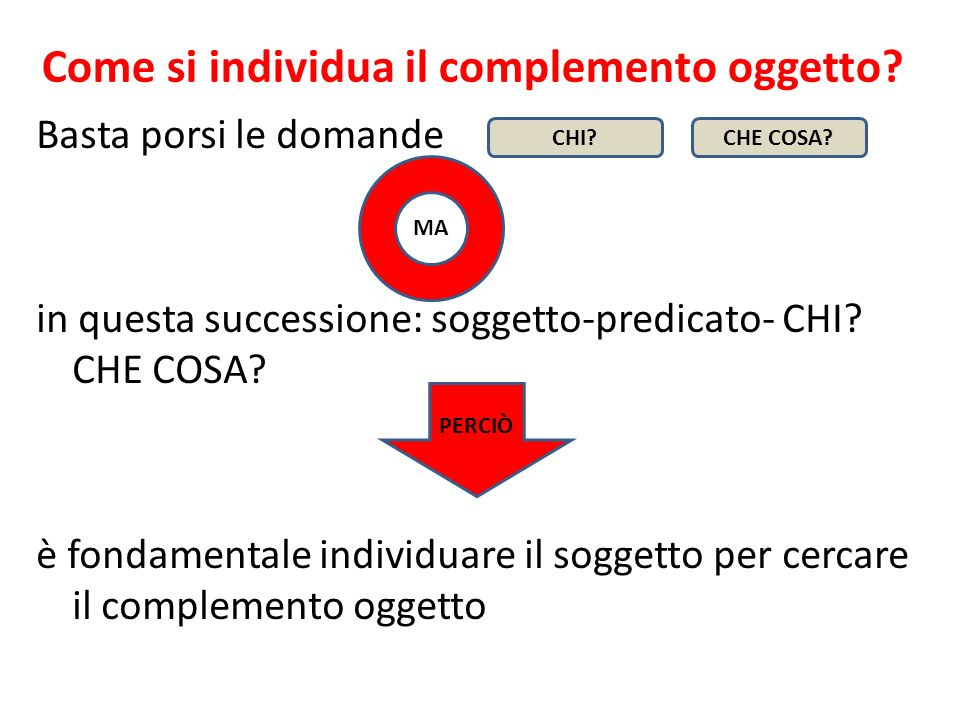 Come si individua il complemento oggetto?
Basta porsi le domande CHI? CHE COSA?
MA
in questa successione: soggetto-predicato- CHI?
CHE COSA?
PERCIÒ
è fondamentale individuare il soggetto per cercare
il complemento oggetto